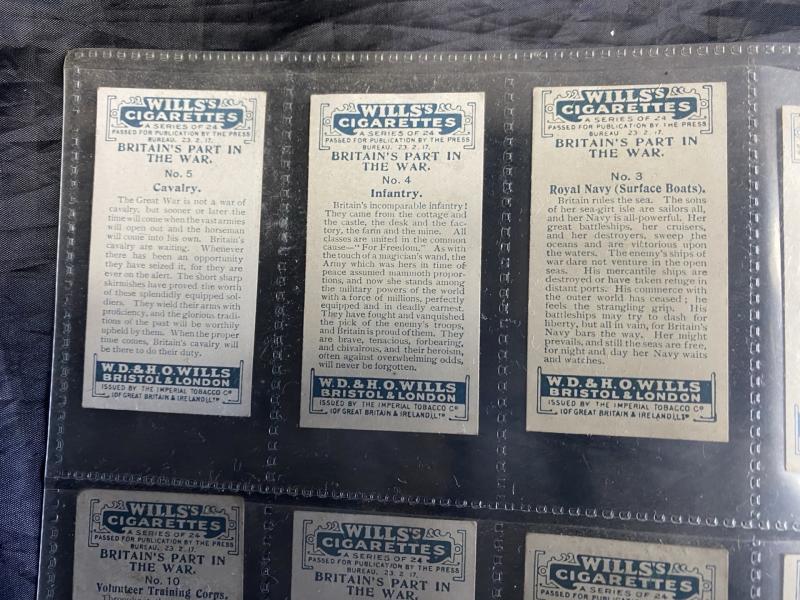 WILLS'S
CIGARETTES
A SERIES OF 24
PASSED FOR PUBLICATION BY THE PRESS
BUREAU. 23. 2. 17.
BRITAIN'S PART IN
THE WAR.
No. 5
Cavalry.
The Great War is not a war of
cavalry, but sooner or later the
time will come when the vast armies
will open out and the horseman
will come into his own. Britain's
cavalry are waiting. Whenever
there has been an opportunity
they have seized it, for they are
ever on the alert. The short sharp
skirmishes have proved the worth
of these splendidly equipped sol-
diers. They wield their arms with
proficiency, and the glorious tradi-
tions of the past will be worthily
upheld by them. When the proper
time comes, Britain's cavalry will
be there to do their duty.
W.D. & H.O. WILLS
BRISTOL & LONDON
ISSUED BY THE IMPERIAL TOBACCO Co
(OF GREAT BRITAIN & IRELAND), LTD
WILLS'S
CIGARETTES
A SERIES OF 24
PASSED FOR PUBLICATION BY THE PRESS
BUREAU. 23. 2. 17.
BRITAIN'S PART IN
THE WAR.
No. 4
Infantry.
Britain's incomparable infantry!
They came from the cottage and
the castle, the desk and the fac-
tory, the farm and the mine. All
classes are united in the common
cause—"For Freedom." As with
the touch of a magician's wand, the
Army which was hers in time of
peace assumed mammoth propor-
tions, and now she stands among
the military powers of the world
with a force of millions, perfectly
equipped and in deadly earnest.
They have fought and vanquished
the pick of the enemy's troops,
and Britain is proud of them. They
are brave, tenacious, forbearing,
and chivalrous, and their heroism,
often against overwhelming odds,
will never be forgotten.
W.D. & H.O. WILLS
BRISTOL & LONDON
ISSUED BY THE IMPERIAL TOBACCO Co
(OF GREAT BRITAIN & IRELAND), LTD
WILLS'S
CIGARETTES
A SERIES OF 24
PASSED FOR PUBLICATION BY THE PRESS
BUREAU. 23. 2. 17.
BRITAIN'S PART IN
THE WAR.
No. 3
Royal Navy (Surface Boats).
Britain rules the sea. The sons
of her sea-girt isle are sailors all,
and her Navy is all-powerful. Her
great battleships, her cruisers,
and her destroyers, sweep the
oceans and are victorious upon
the waters. The enemy's ships of
war dare not venture in the open
seas. His mercantile ships are
destroyed or have taken refuge in
distant ports. His commerce with
the outer world has ceased; he
feels the strangling grip. His
battleships may try to dash for
liberty, but all in vain, for Britain's
Navy bars the way. Her might
prevails, and still the seas are free,
for night and day her Navy waits
and watches.
W.D. & H.O. WILLS
BRISTOL & LONDON
ISSUED BY THE IMPERIAL TOBACCO Co
(OF GREAT BRITAIN & IRELAND), LTD
WILLS'S
CIGARETTES
A SERIES OF 24
PASSED FOR PUBLICATION BY THE PRESS
BUREAU. 23. 2. 17.
BRITAIN'S PART IN
THE WAR.
No. 10
Volunteer Training Corps.
WILLS'S
CIGARETTES
A SERIES OF 24
PASSED FOR PUBLICATION BY THE PRESS
BUREAU. 23. 2. 17.
BRITAIN'S PART IN
THE WAR.
WILLS'S
CIGARETTES
A SERIES OF 24